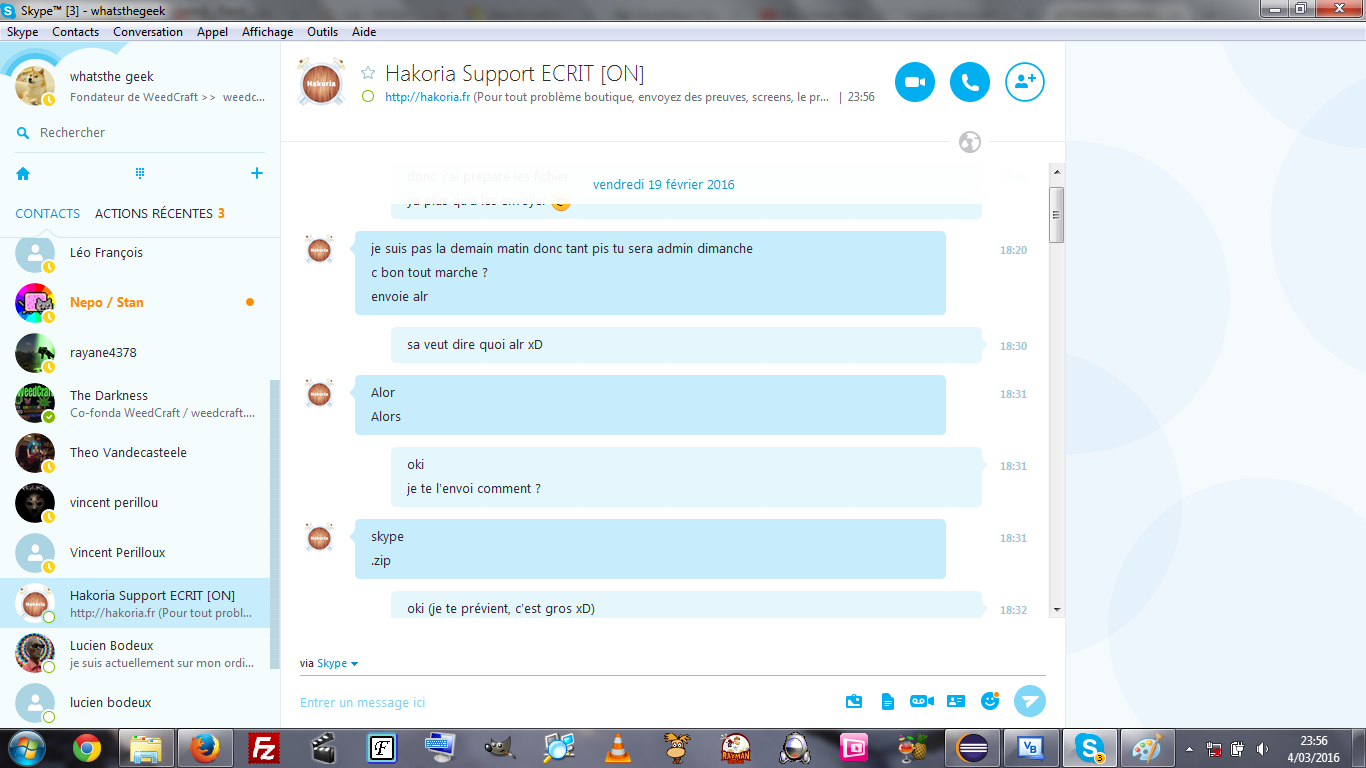 Skype™ [3] - whatsthegeek
Skype Contacts Conversation Appel Affichage Outils Aide
whatsthe geek
Fondateur de WeedCraft >> weedc...
Rechercher
CONTACTS ACTIONS RÉCENTES 3
Léo François
Nepo / Stan
rayane4378
The Darkness
Co-fonda WeedCraft / weedcraft....
Theo Vandecasteele
vincent perillou
Vincent Perilloux
Hakoria Support ECRIT [ON]
http://hakoria.fr (Pour tout probl...
Lucien Bodeux
je suis actuellement sur mon ordi...
lucien bodeux
Hakoria Support ECRIT [ON]
http://hakoria.fr (Pour tout problème boutique, envoyez des preuves, screens, le pr... | 23:56
donc j'ai préparé les fichier
vendredi 19 février 2016
ya plus qu'a les envoyer
je suis pas la demain matin donc tant pis tu sera admin dimanche 18:20
c bon tout marche ?
envoie alr
sa veut dire quoi alr xD 18:30
Alor 18:31
Alors
oki 18:31
je te l'envoi comment ?
skype 18:31
.zip
oki (je te prévient, c'est gros xD) 18:32
via Skype
Entrer un message ici
23:56
4/03/2016